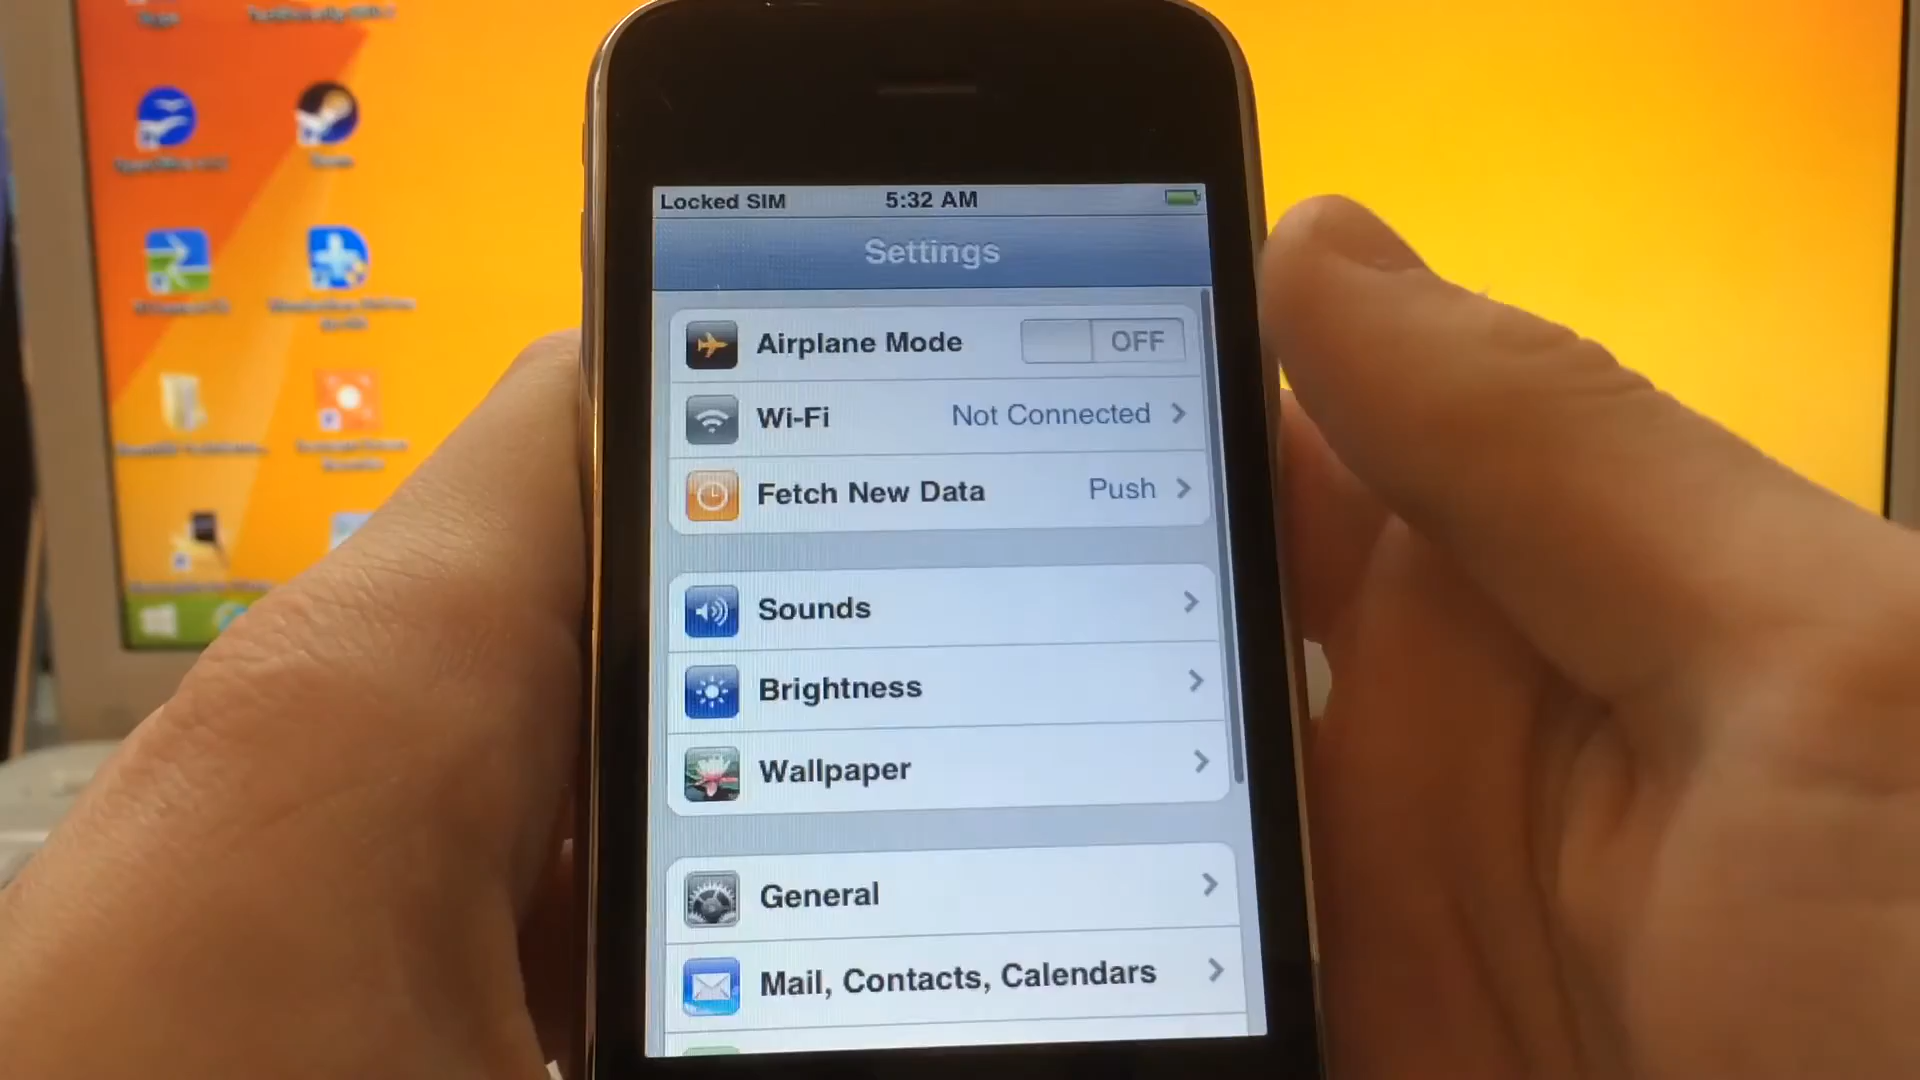 Locked SIM 5:32 AM
Settings
Airplane Mode OFF
Wi-Fi Not Connected
Fetch New Data Push
Sounds
Brightness
Wallpaper
General
Mail, Contacts, Calendars